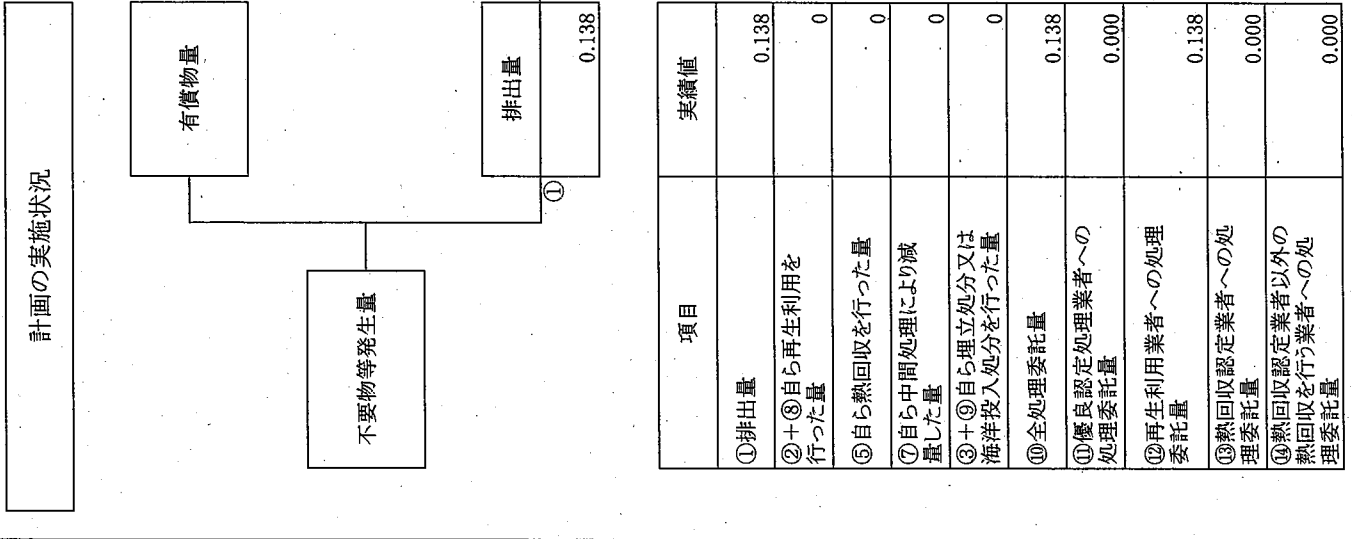 計画の実施状況
有償物量
不要物等発生量
排出量
①
0.138
項目
実績値
①排出量
0.138
②+⑧自ら再生利用を
行った量
0
⑤自ら熱回収を行った量
0
⑦自ら中間処理により減
量した量
0
③+⑨自ら埋立処分又は
海洋投入処分を行った量
0
⑩全処理委託量
0.138
⑪優良認定処理業者への
処理委託量
0.000
⑫再生利用業者への処理
委託量
0.138
⑬熱回収認定業者への処
理委託量
0.000
⑭熱回収認定業者以外の
熱回収を行う業者への処
理委託量
0.000